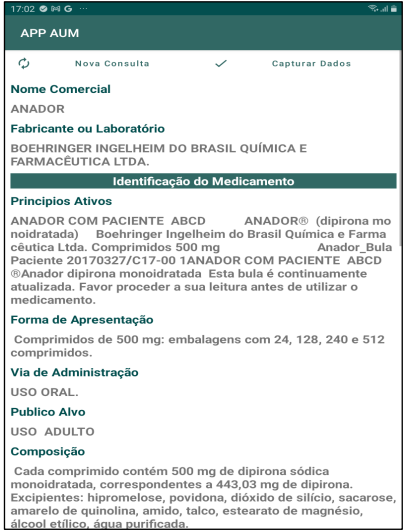 17:02 G ...
APP AUM
Nova Consulta Capturar Dados
Nome Comercial
ANADOR
Fabricante ou Laboratório
BOEHRINGER INGELHEIM DO BRASIL QUÍMICA E
FARMACÊUTICA LTDA.
Identificação do Medicamento
Principios Ativos
ANADOR COM PACIENTE ABCD ANADOR® (dipirona mo
noidratada) Boehringer Ingelheim do Brasil Química e Farma
cêutica Ltda. Comprimidos 500 mg Anador_Bula
Paciente 20170327/C17-00 1ANADOR COM PACIENTE ABCD
®Anador dipirona monoidratada Esta bula é continuamente
atualizada. Favor proceder a sua leitura antes de utilizar o
medicamento.
Forma de Apresentação
Comprimidos de 500 mg: embalagens com 24, 128, 240 e 512
comprimidos.
Via de Administração
USO ORAL.
Publico Alvo
USO ADULTO
Composição
Cada comprimido contém 500 mg de dipirona sódica
monoidratada, correspondentes a 443,03 mg de dipirona.
Excipientes: hipromelose, povidona, dióxido de silício, sacarose,
amarelo de quinolina, amido, talco, estearato de magnésio,
álcool etílico, água purificada.